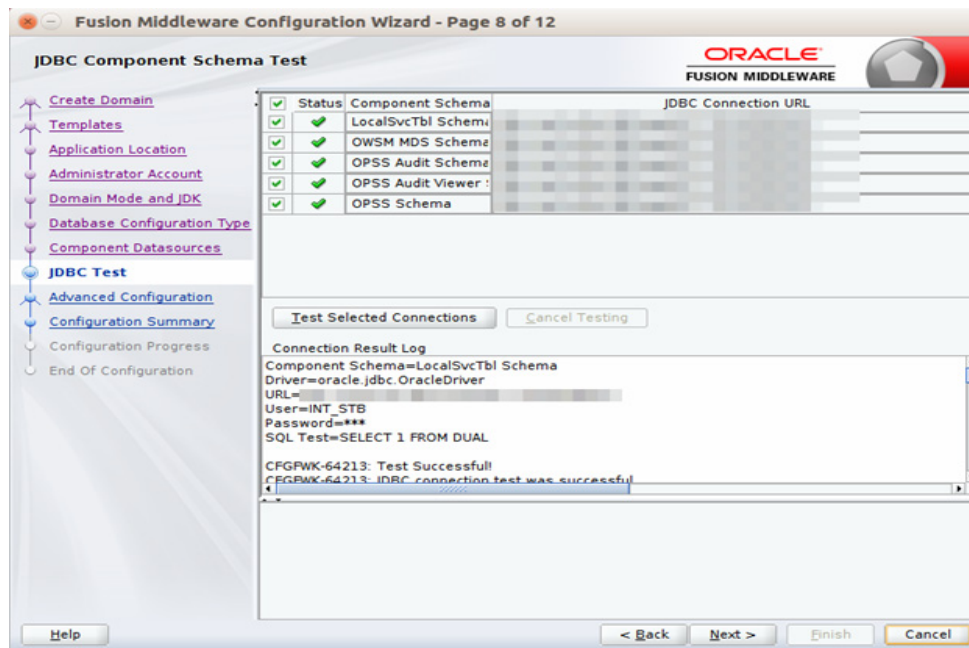 Fusion Middleware Configuration Wizard - Page 8 of 12
JDBC Component Schema Test
ORACLE
FUSION MIDDLEWARE
Create Domain
Templates
Application Location
Administrator Account
Domain Mode and JDK
Database Configuration Type
Component Datasources
JDBC Test
Advanced Configuration
Configuration Summary
Configuration Progress
End Of Configuration
Status Component Schema JDBC Connection URL
LocalSvcTbl Schema
OWSM MDS Schema
OPSS Audit Schema
OPSS Audit Viewer S
OPSS Schema
Test Selected Connections Cancel Testing
Connection Result Log
Component Schema=LocalSvcTbl Schema
Driver=oracle.jdbc.OracleDriver
URL=
User=INT_STB
Password=***
SQL Test=SELECT 1 FROM DUAL
CFGFWK-64213: Test Successful!
CFGFWK-64213: JDBC connection test was successful
Help < Back Next > Finish Cancel